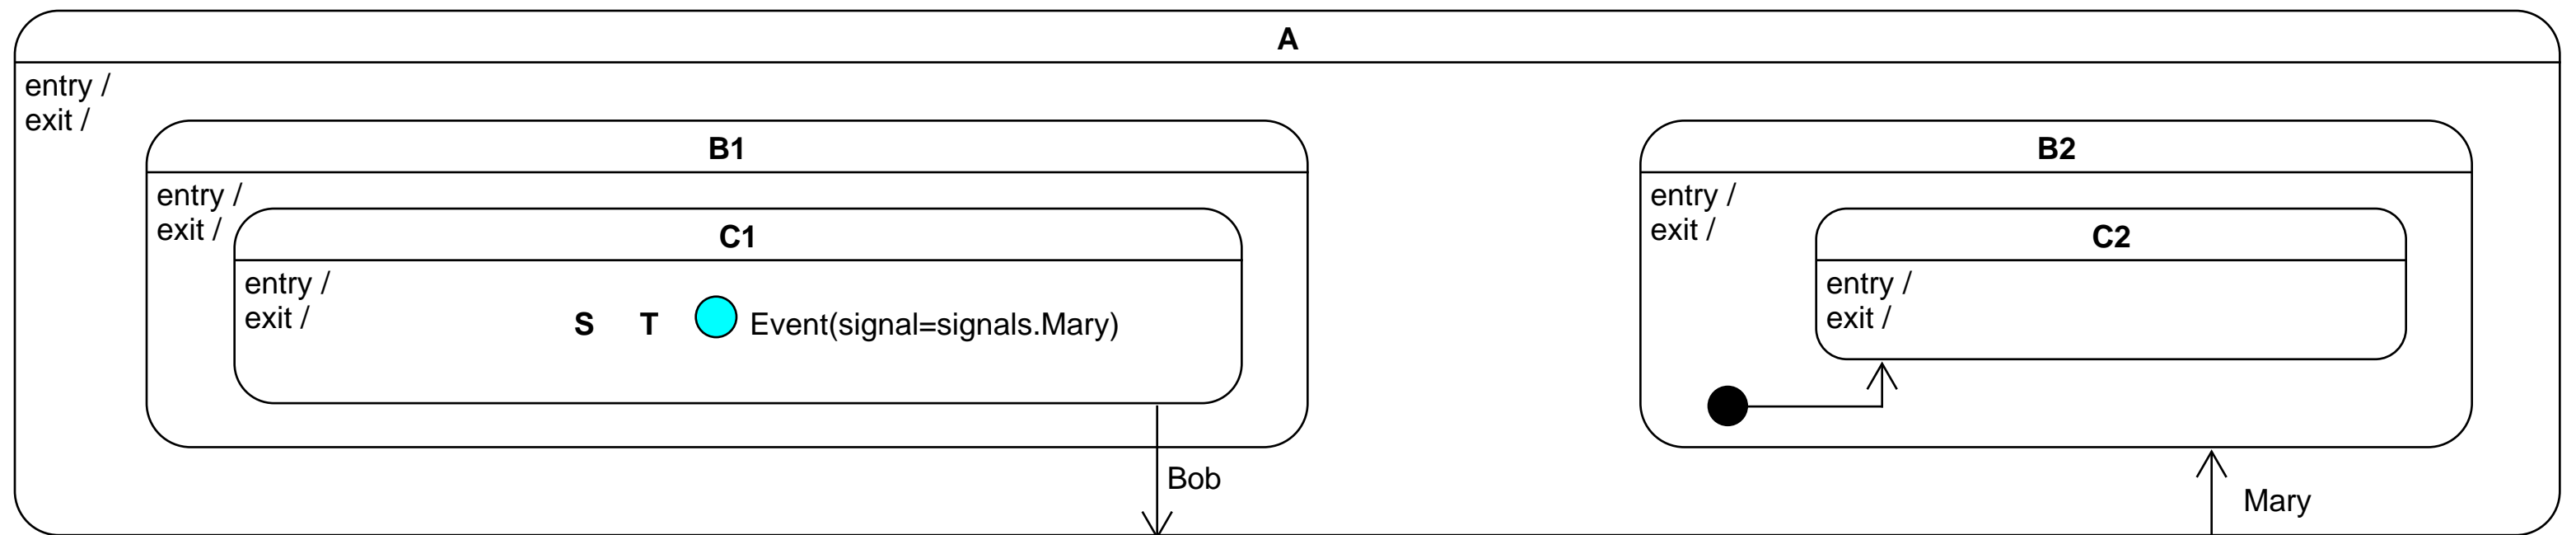 A
entry /
exit /
B1
entry /
exit /
C1
entry /
exit /
S T Event(signal=signals.Mary)
Bob
B2
entry /
exit /
C2
entry /
exit /
Mary